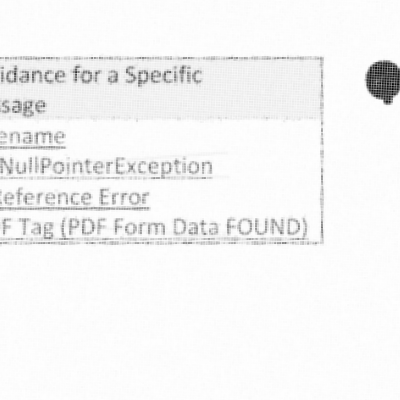 idance for a Specific
ssage
ename
NullPointerException
Reference Error
F Tag (PDF Form Data FOUND)